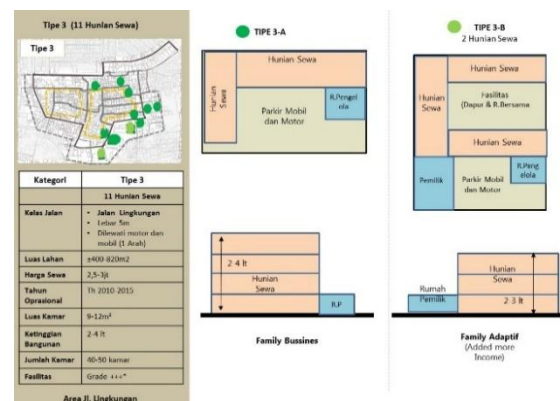 Tipe 3 (11 Hunian Sewa)
Tipe 3
Kategori
Tipe 3
11 Hunian Sewa
Kelas Jalan
• Jalan Lingkungan
• Lebar 5m
• Dilewati motor dan
mobil (1 Arah)
Luas Lahan
±400-820m2
Harga Sewa
2,5-3jt
Tahun
Oprasional
Th 2010-2015
Luas Kamar
9-12m²
Ketinggian
Bangunan
2-4 lt
Jumlah Kamar
40-50 kamar
Fasilitas
Grade +++"
Area Jl. Lingkungan
TIPE 3-A
Hunian Sewa
Hunian
Sewa
Parkir Mobil
dan Motor
R.Pengel
ola
2-4 lt
Hunian
Sewa
R.P
Family Bussines
TIPE 3-B
2 Hunian Sewa
Hunian Sewa
Hunian
Sewa
Fasilitas
(Dapur & R.Bersama
Hunian Sewa
Pemilik
Parkir Mobil
dan Motor
R.Peng
elola
Hunian
Sewa
Rumah
Pemilik
2-3 lt
Family Adaptif
(Added more
Income)